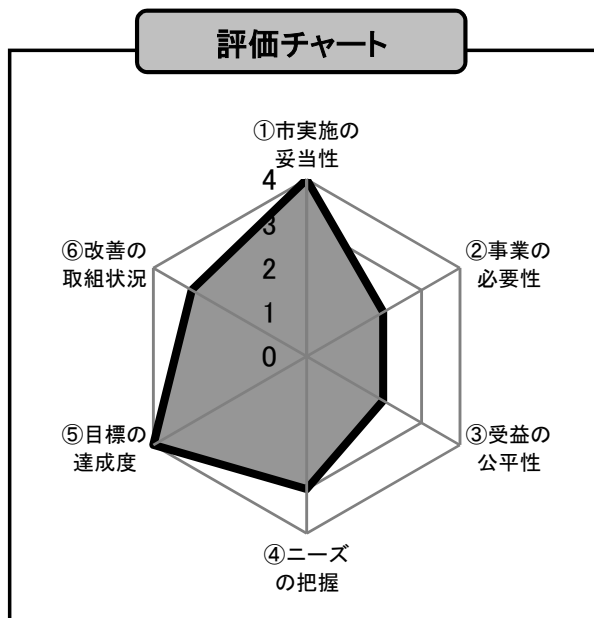 評価チャート
①市実施の
妥当性
4
3
2
1
0
②事業の
必要性
③受益の
公平性
④ニーズ
の把握
⑤目標の
達成度
⑥改善の
取組状況